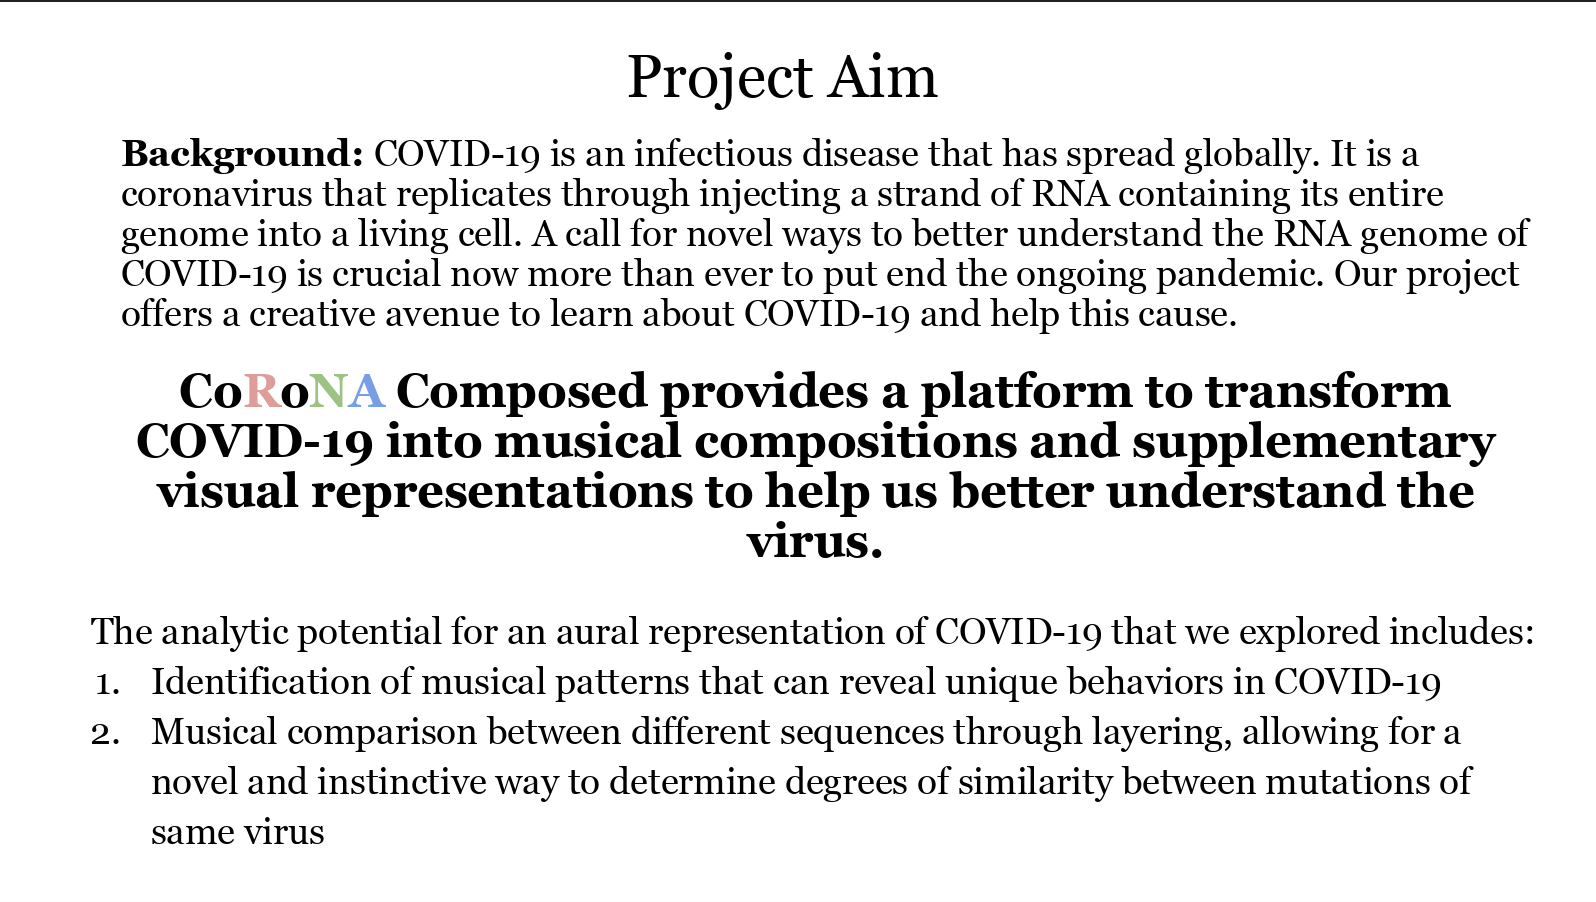 Project Aim
Background: COVID-19 is an infectious disease that has spread globally. It is a
coronavirus that replicates through injecting a strand of RNA containing its entire
genome into a living cell. A call for novel ways to better understand the RNA genome of
COVID-19 is crucial now more than ever to put end the ongoing pandemic. Our project
offers a creative avenue to learn about COVID-19 and help this cause.
CoRoNA Composed provides a platform to transform
COVID-19 into musical compositions and supplementary
visual representations to help us better understand the
virus.
The analytic potential for an aural representation of COVID-19 that we explored includes:
1. Identification of musical patterns that can reveal unique behaviors in COVID-19
2. Musical comparison between different sequences through layering, allowing for a
novel and instinctive way to determine degrees of similarity between mutations of
same virus